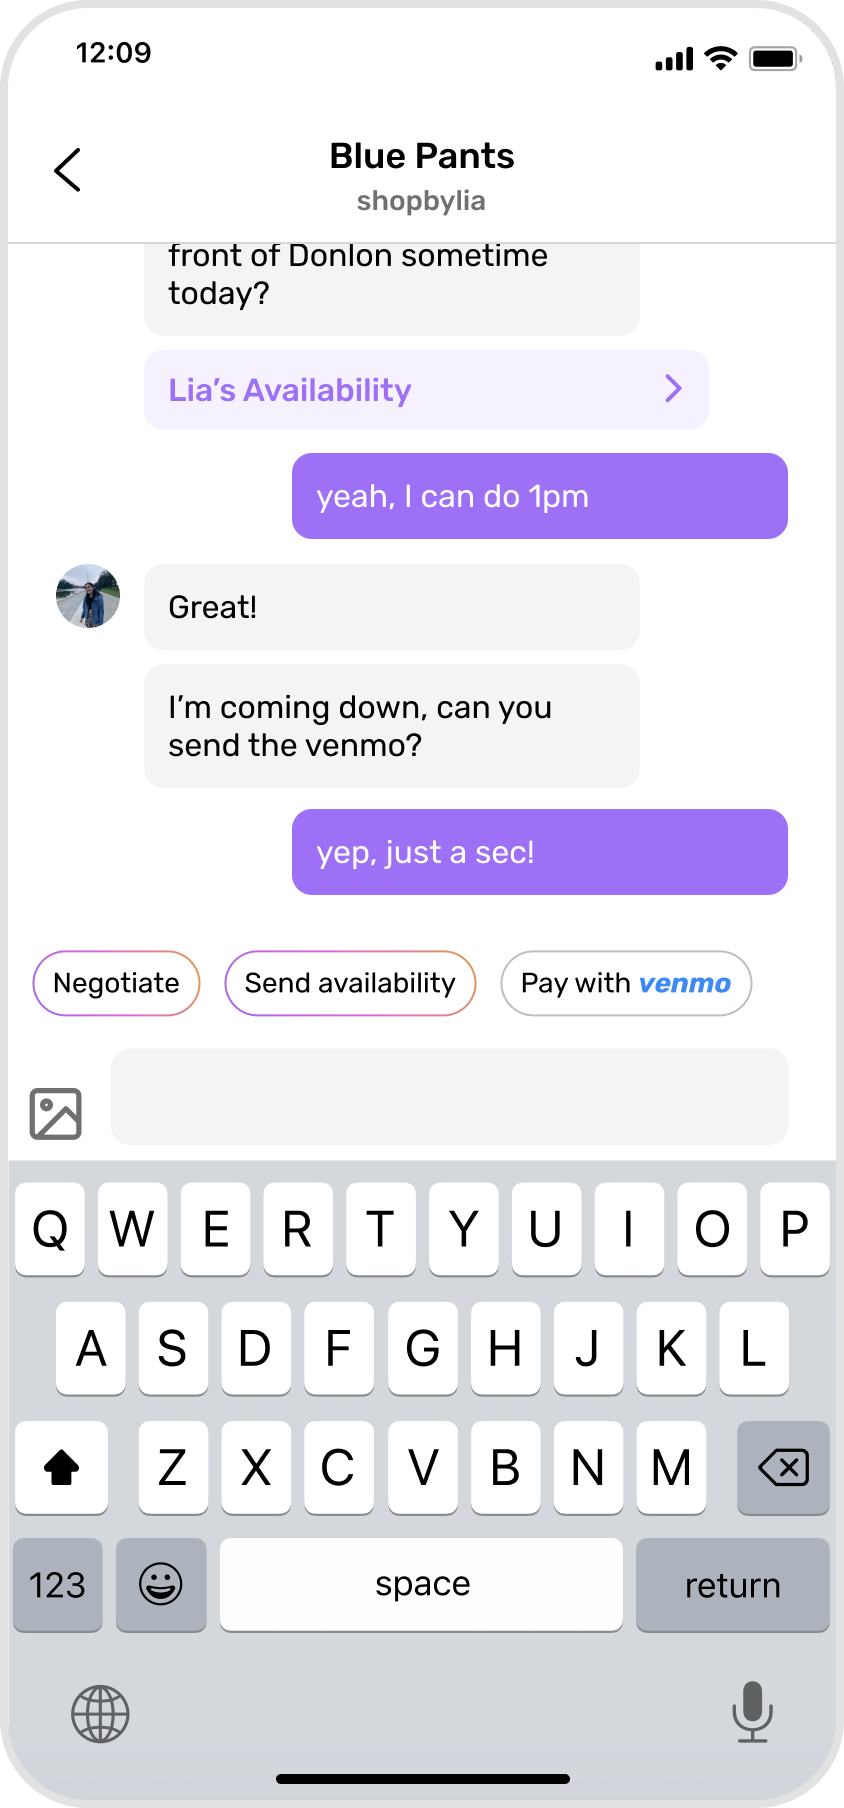 12:09
Blue Pants
shopbylia
front of Donlon sometime
today?
Lia’s Availability
yeah, I can do 1pm
Great!
I’m coming down, can you
send the venmo?
yep, just a sec!
Negotiate Send availability Pay with venmo
Q W E R T Y U I O P
A S D F G H J K L
Z X C V B N M
123 space return